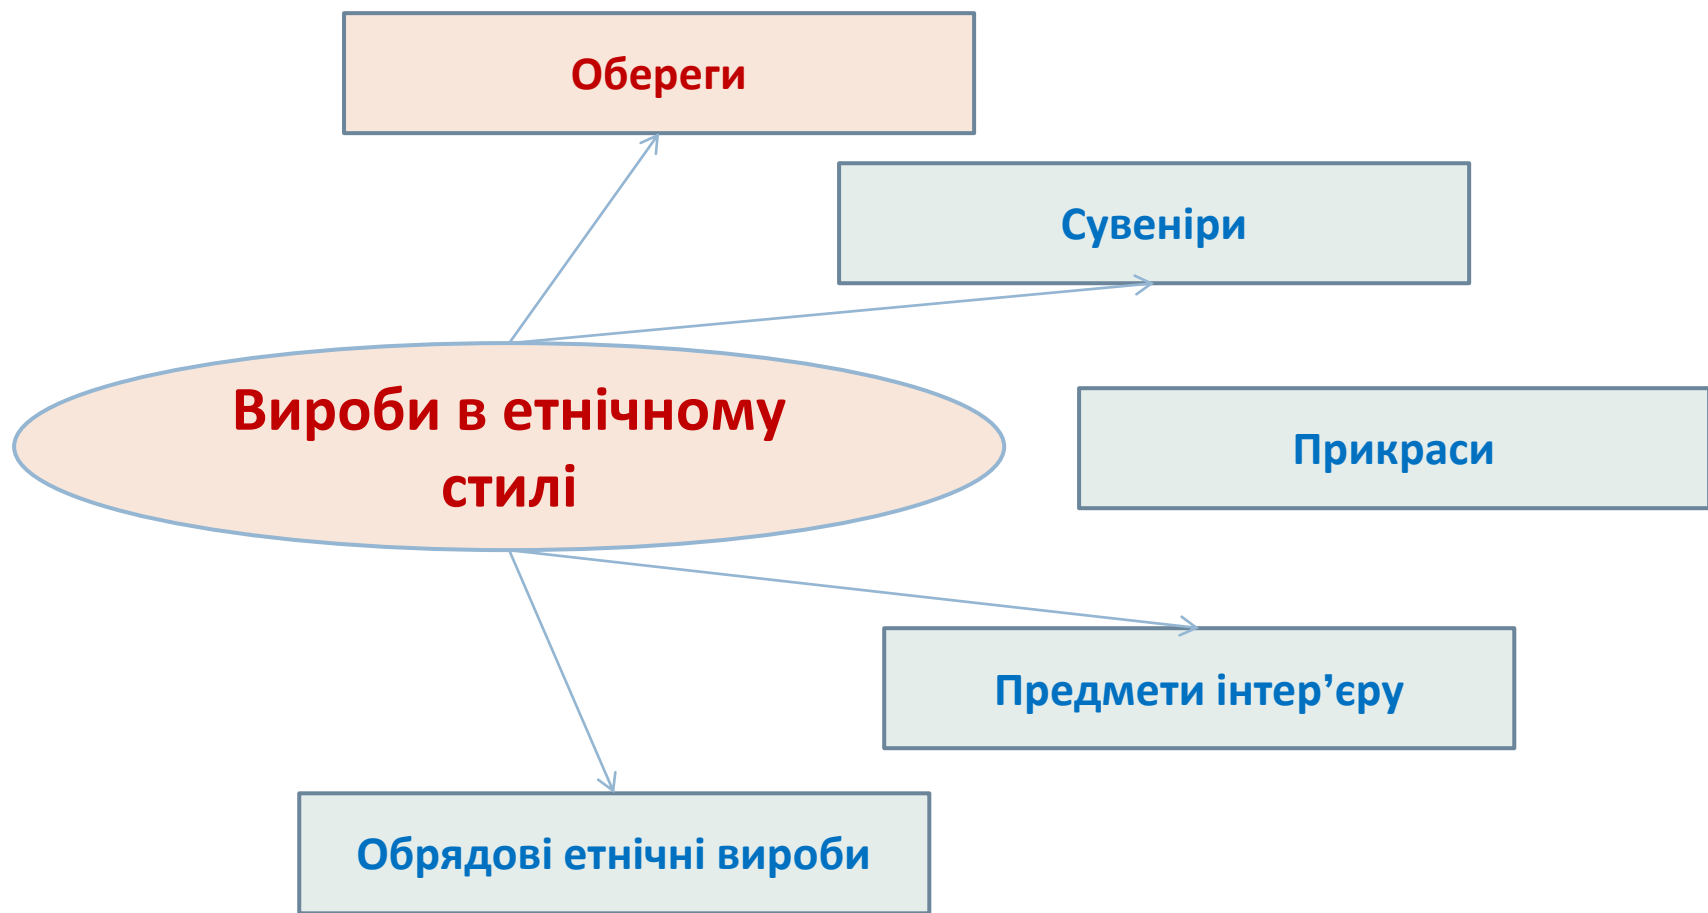 Обереги
Сувеніри
Вироби в етнічному
стилі
Прикраси
Предмети інтер’єру
Обрядові етнічні вироби